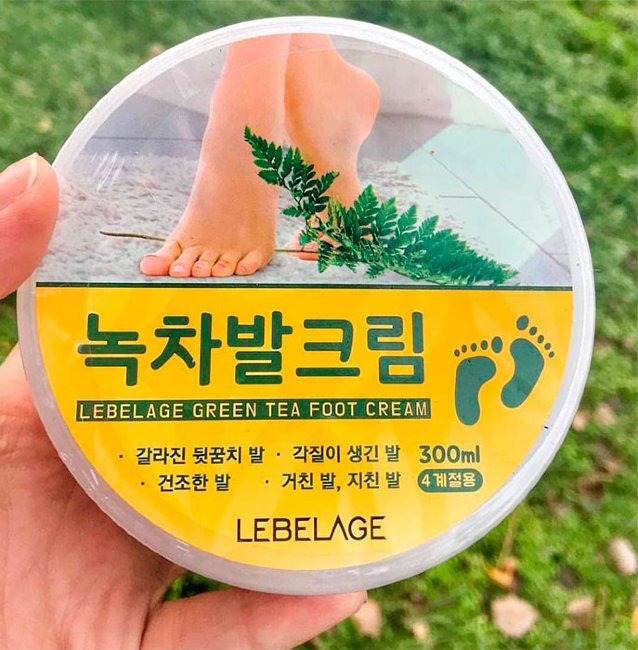 녹차발크림
LEBELAGE GREEN TEA FOOT CREAM
· 갈라진 뒷꿈치 발 · 각질이 생긴 발 300ml
· 건조한 발 · 거친 발, 지친 발 4계절용
LEBELAGE